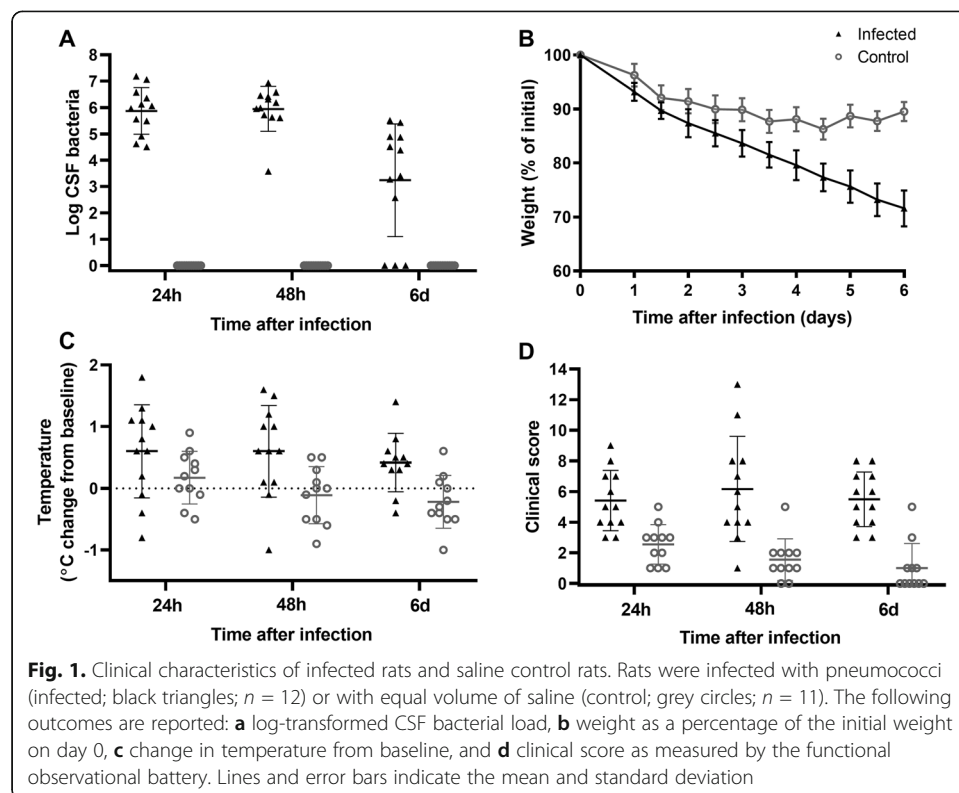 A
8
7
6
5
4
3
2
1
0
Log CSF bacteria
24h 48h 6d
Time after infection
B
Infected
Control
100
90
80
70
60
Weight (% of initial)
0 1 2 3 4 5 6
Time after infection (days)
C
2
1
0
-1
Temperature
(°C change from baseline)
24h 48h 6d
Time after infection
D
14
12
10
8
6
4
2
0
Clinical score
24h 48h 6d
Time after infection
Fig. 1. Clinical characteristics of infected rats and saline control rats. Rats were infected with pneumococci
(infected; black triangles; n = 12) or with equal volume of saline (control; grey circles; n = 11). The following
outcomes are reported: a log-transformed CSF bacterial load, b weight as a percentage of the initial weight
on day 0, c change in temperature from baseline, and d clinical score as measured by the functional
observational battery. Lines and error bars indicate the mean and standard deviation